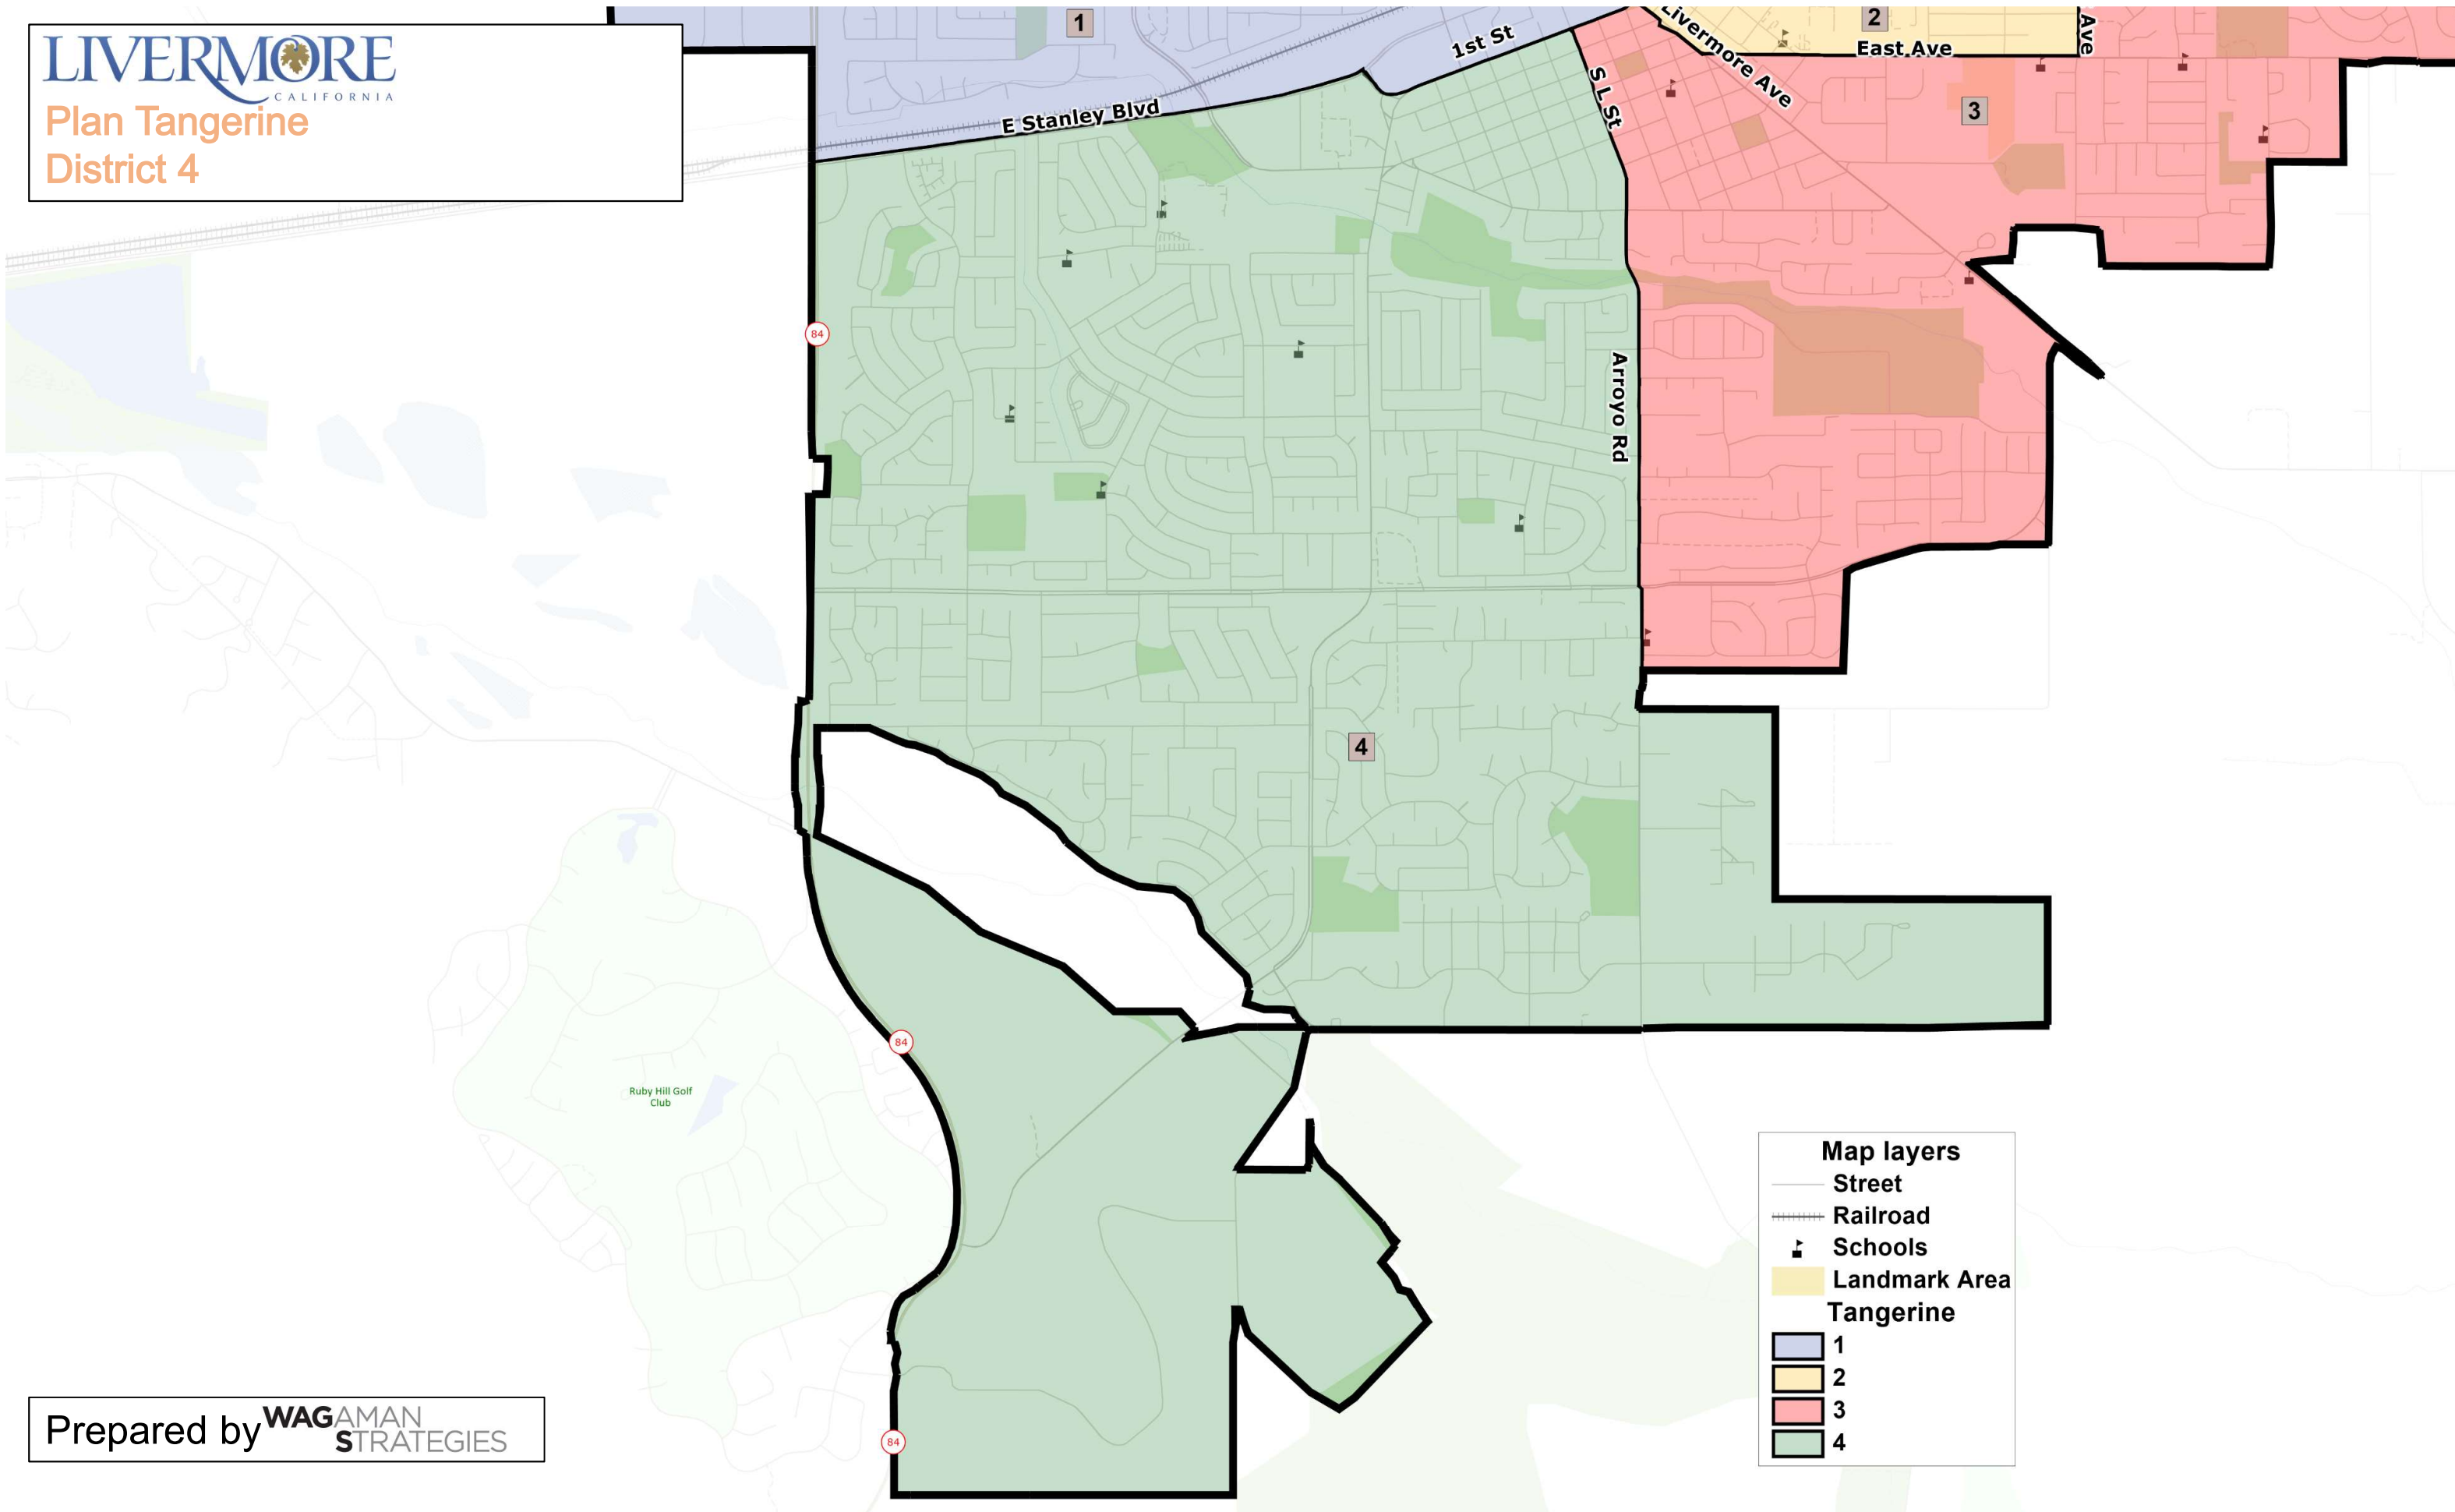 LIVERMORE
CALIFORNIA
Plan Tangerine
District 4
1
2
3
4
1st St
E Stanley Blvd
S L St
Livermore Ave
East Ave
Ave
Arroyo Rd
84
84
84
Ruby Hill Golf
Club
Map layers
Street
Railroad
Schools
Landmark Area
Tangerine
1
2
3
4
Prepared by WAGAMAN
STRATEGIES